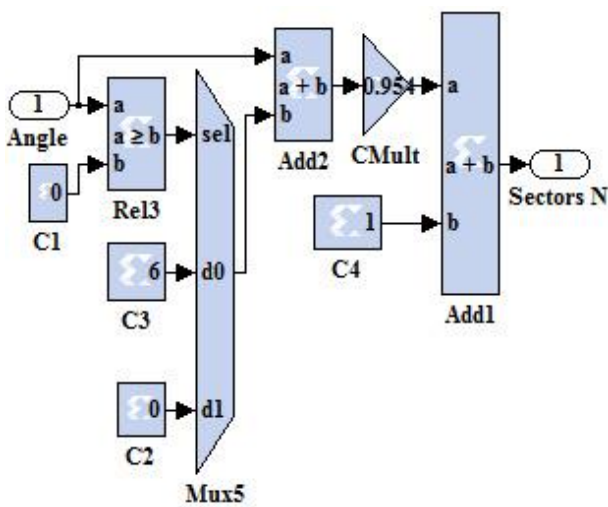 1
Angle
0
C1
a
a ≥ b
b
Rel3
6
C3
0
C2
sel
d0
d1
Mux5
a
a + b
b
Add2
0.954
CMult
1
C4
a
a + b
b
Add1
1
Sectors N